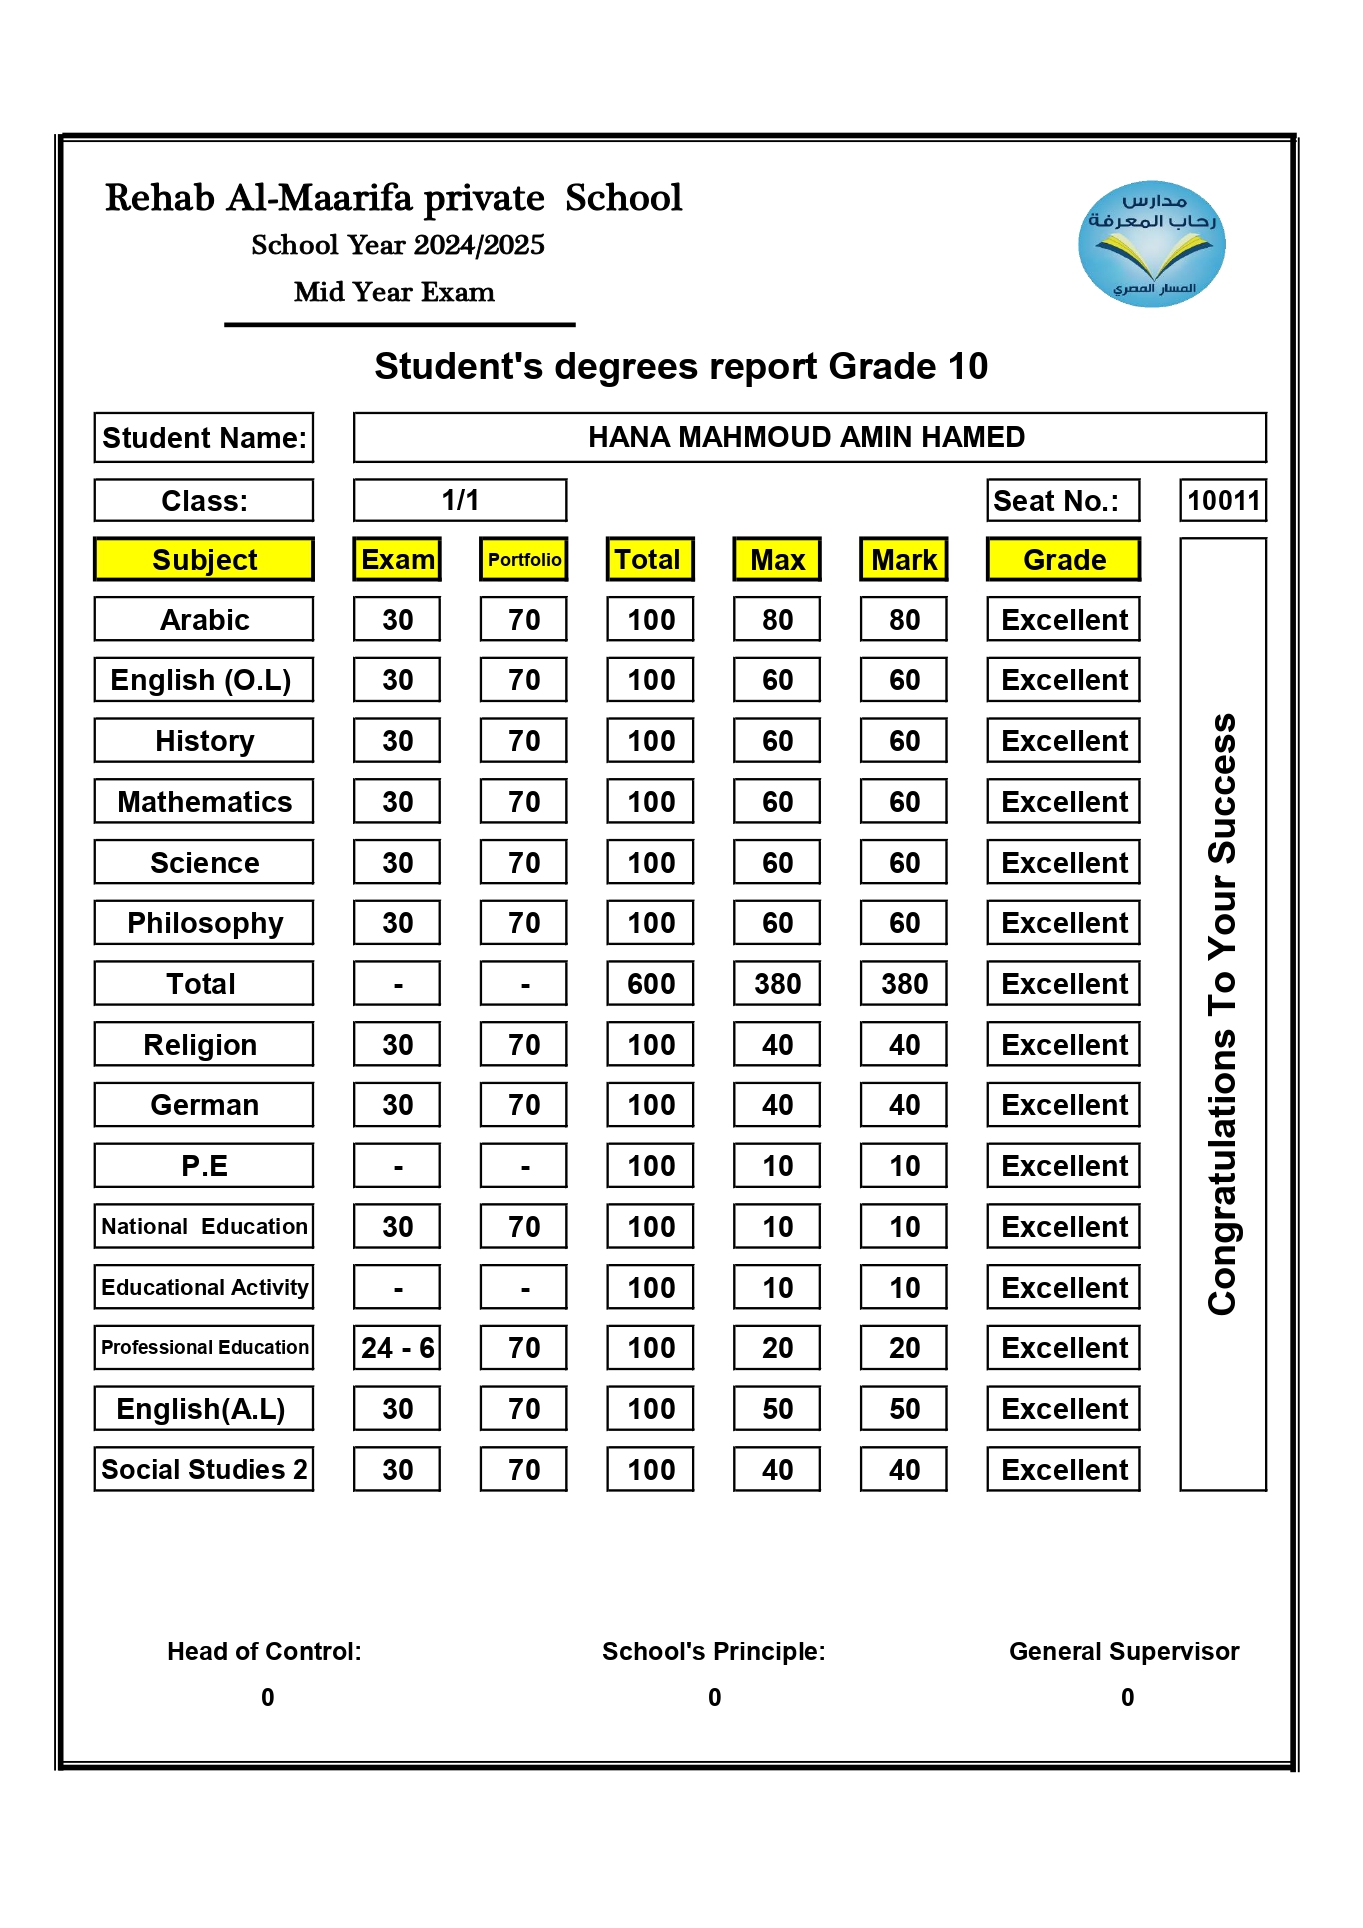 Rehab Al-Maarifa private School
School Year 2024/2025
Mid Year Exam
مدارس
رحاب المعرفة
المسار المصري
Student's degrees report Grade 10
Student Name: HANA MAHMOUD AMIN HAMED
Class: 1/1 Seat No.: 10011
Subject Exam Portfolio Total Max Mark Grade
Arabic 30 70 100 80 80 Excellent
English (O.L) 30 70 100 60 60 Excellent
History 30 70 100 60 60 Excellent
Mathematics 30 70 100 60 60 Excellent
Science 30 70 100 60 60 Excellent
Philosophy 30 70 100 60 60 Excellent
Total - - 600 380 380 Excellent
Religion 30 70 100 40 40 Excellent
German 30 70 100 40 40 Excellent
P.E - - 100 10 10 Excellent
National Education 30 70 100 10 10 Excellent
Educational Activity - - 100 10 10 Excellent
Professional Education 24 - 6 70 100 20 20 Excellent
English(A.L) 30 70 100 50 50 Excellent
Social Studies 2 30 70 100 40 40 Excellent
Congratulations To Your Success
Head of Control: School's Principle: General Supervisor
0 0 0